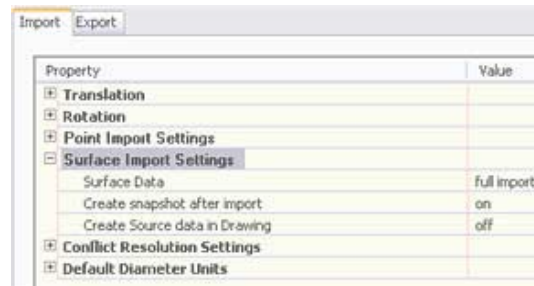 Import Export
Property Value
Translation
Rotation
Point Import Settings
Surface Import Settings
Surface Data full import
Create snapshot after import on
Create Source data in Drawing off
Conflict Resolution Settings
Default Diameter Units